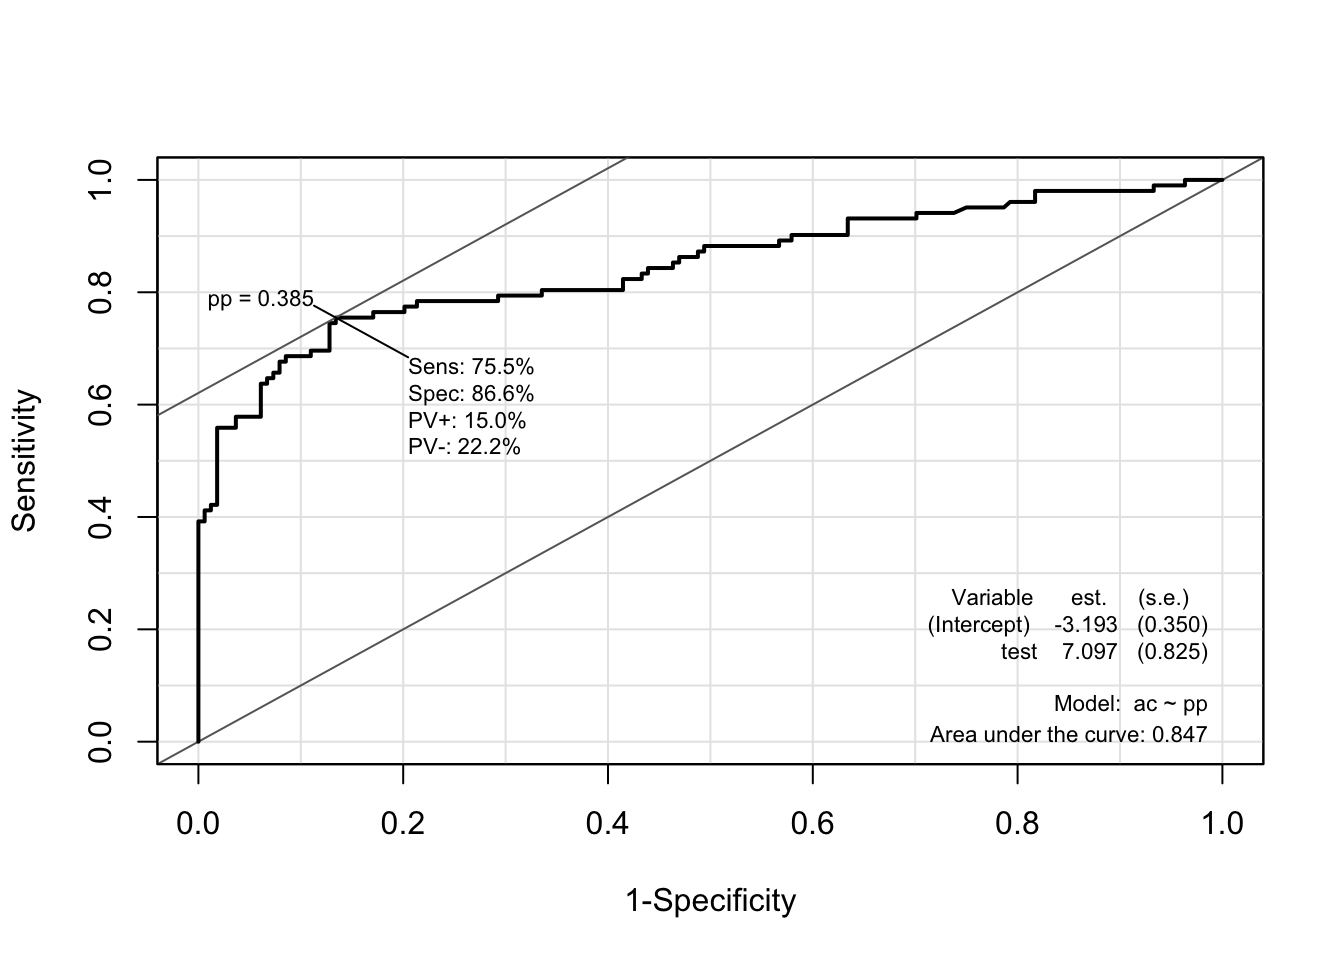 1.0
0.8
0.6
0.4
0.2
0.0
Sensitivity
pp = 0.385
Sens: 75.5%
Spec: 86.6%
PV+: 15.0%
PV-: 22.2%
Variable est. (s.e.)
(Intercept) -3.193 (0.350)
test 7.097 (0.825)
Model: ac ~ pp
Area under the curve: 0.847
0.0 0.2 0.4 0.6 0.8 1.0
1-Specificity